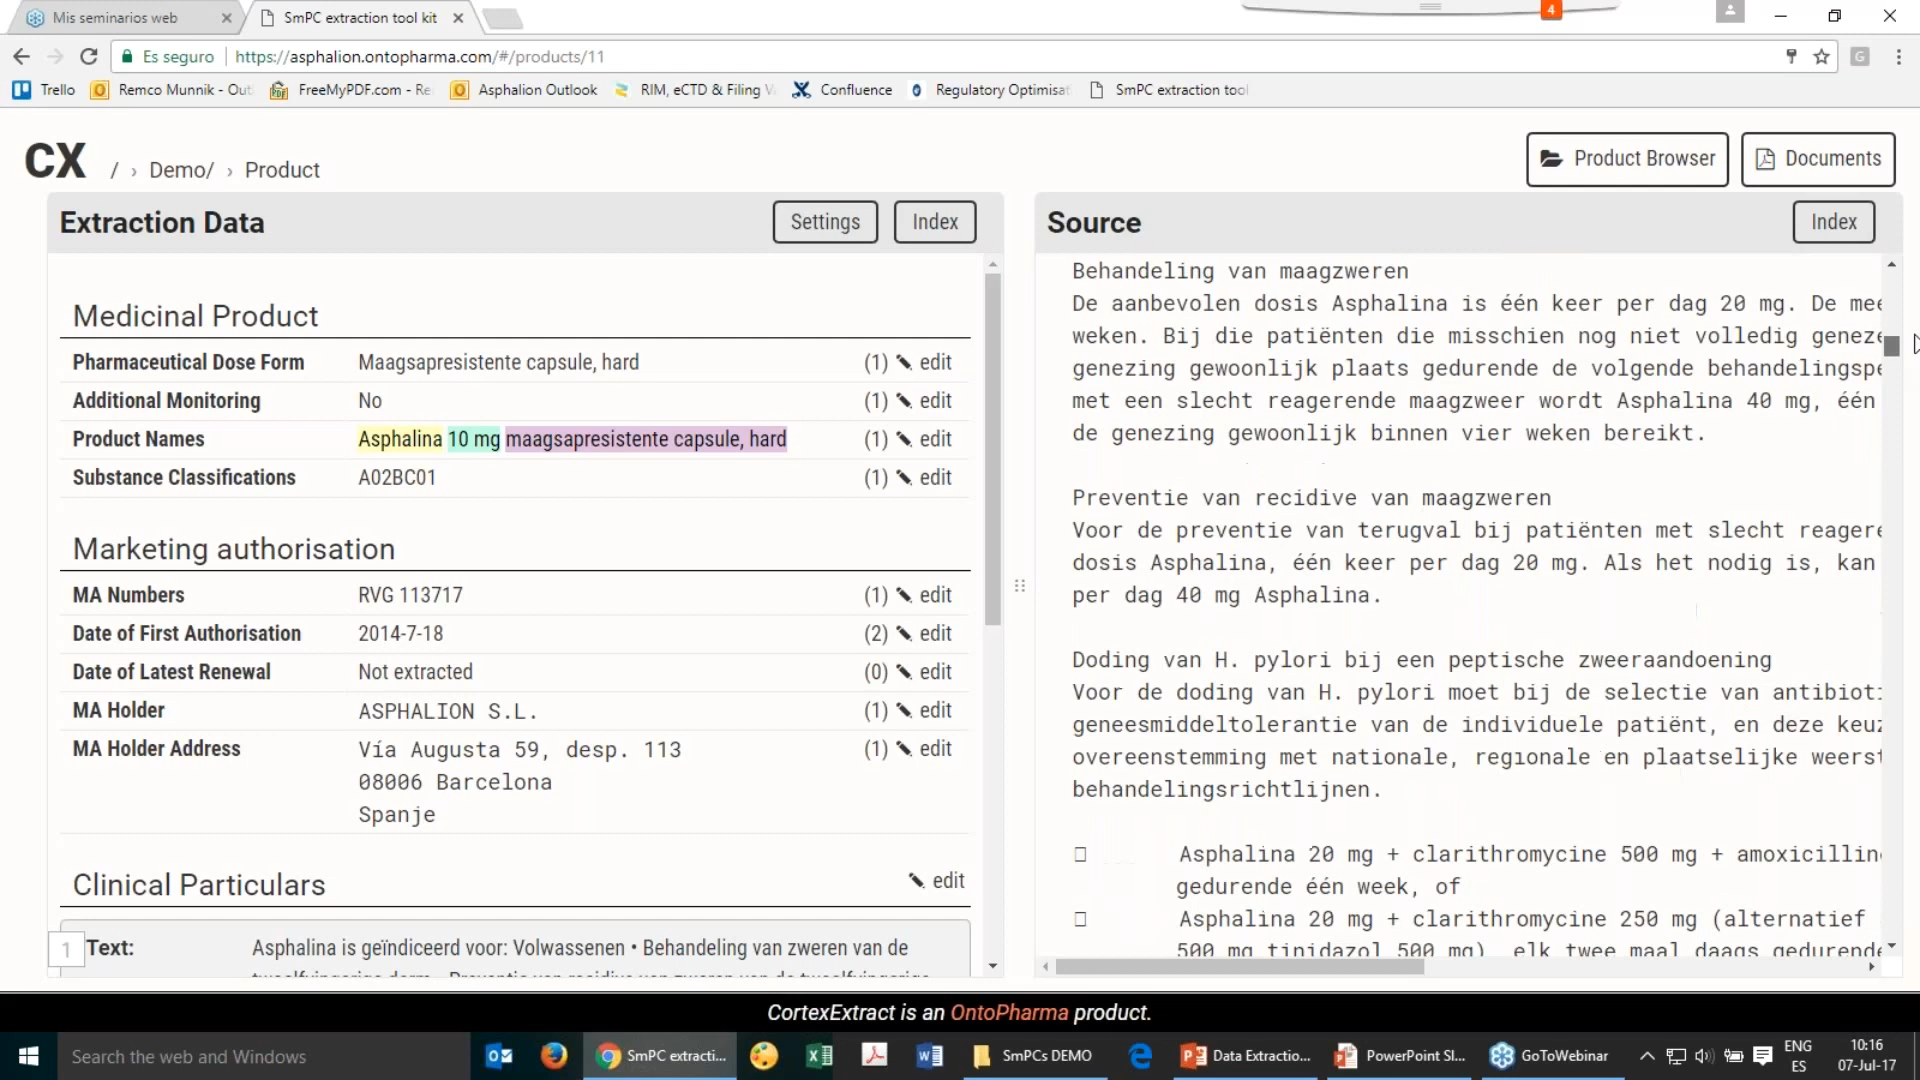 Mis seminarios web
SmPC extraction tool kit
4
Es seguro
https://asphalion.ontopharma.com/#/products/11
Trello
Remco Munnik - Out
FreeMyPDF.com - Re
Asphalion Outlook
RIM, eCTD & Filing V
Confluence
Regulatory Optimisat
SmPC extraction tool
CX / › Demo/ › Product
Product Browser
Documents
Extraction Data
Settings
Index
Source
Index
Medicinal Product
Pharmaceutical Dose Form Maagsapresistente capsule, hard (1) edit
Additional Monitoring No (1) edit
Product Names Asphalina 10 mg maagsapresistente capsule, hard (1) edit
Substance Classifications A02BC01 (1) edit
Marketing authorisation
MA Numbers RVG 113717 (1) edit
Date of First Authorisation 2014-7-18 (2) edit
Date of Latest Renewal Not extracted (0) edit
MA Holder ASPHALION S.L. (1) edit
MA Holder Address Vía Augusta 59, desp. 113 (1) edit
08006 Barcelona
Spanje
Clinical Particulars edit
1 Text: Asphalina is geïndiceerd voor: Volwassenen • Behandeling van zweren van de
Behandeling van maagzweren
De aanbevolen dosis Asphalina is één keer per dag 20 mg. De mee
weken. Bij die patiënten die misschien nog niet volledig geneze
genezing gewoonlijk plaats gedurende de volgende behandelingspe
met een slecht reagerende maagzweer wordt Asphalina 40 mg, één
de genezing gewoonlijk binnen vier weken bereikt.
Preventie van recidive van maagzweren
Voor de preventie van terugval bij patiënten met slecht reagere
dosis Asphalina, één keer per dag 20 mg. Als het nodig is, kan
per dag 40 mg Asphalina.
Doding van H. pylori bij een peptische zweeraandoening
Voor de doding van H. pylori moet bij de selectie van antibioti
geneesmiddeltolerantie van de individuele patiënt, en deze keuz
overeenstemming met nationale, regionale en plaatselijke weerst
behandelingsrichtlijnen.
Asphalina 20 mg + clarithromycine 500 mg + amoxicilline
gedurende één week, of
Asphalina 20 mg + clarithromycine 250 mg (alternatief
500 mg tinidazol 500 mg) elk twee maal daags gedurende
CortexExtract is an OntoPharma product.
Search the web and Windows
SmPC extracti...
SmPCs DEMO
Data Extractio...
PowerPoint Sl...
GoToWebinar
ENG
ES
10:16
07-Jul-17